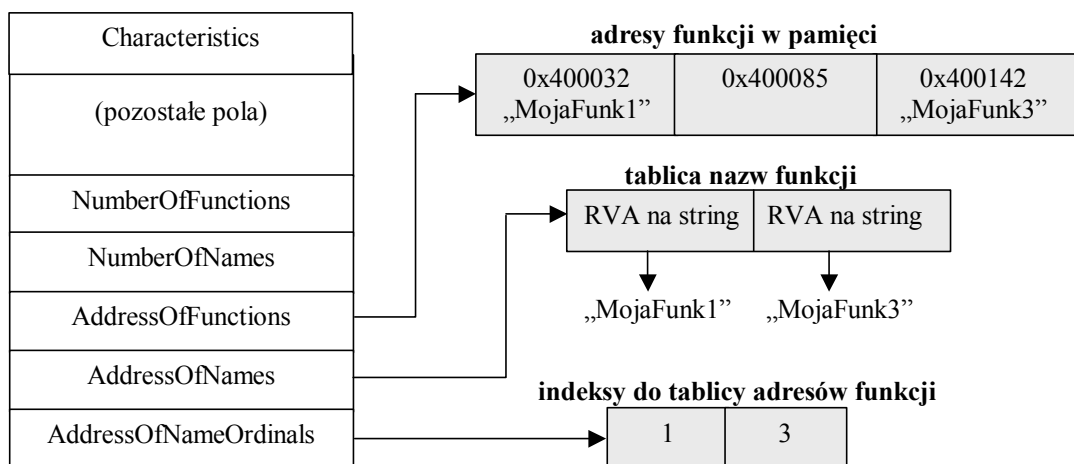 Characteristics
(pozostałe pola)
NumberOfFunctions
NumberOfNames
AddressOfFunctions
AddressOfNames
AddressOfNameOrdinals
adresy funkcji w pamięci
0x400032 0x400085 0x400142
„MojaFunk1” „MojaFunk3”
tablica nazw funkcji
RVA na string RVA na string
„MojaFunk1” „MojaFunk3”
indeksy do tablicy adresów funkcji
1 3